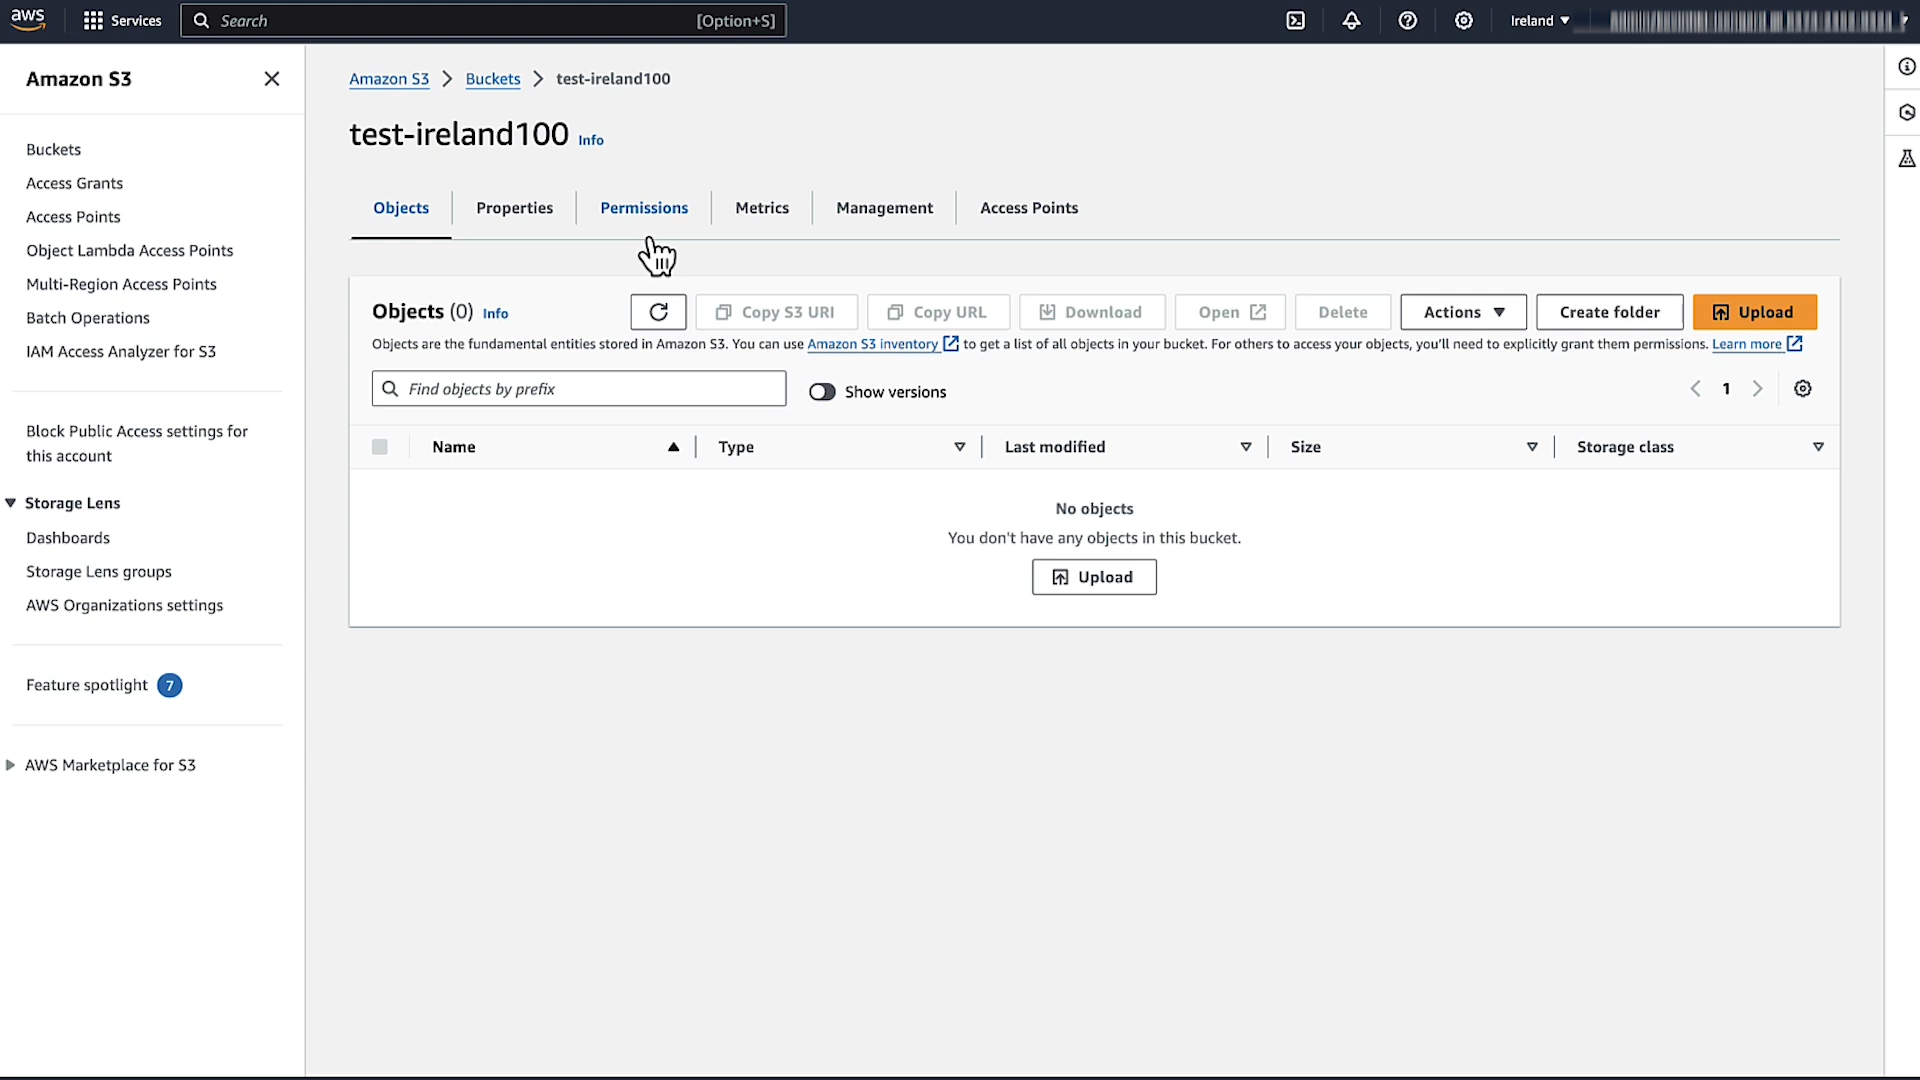 aws
Services
Search
[Option+S]
Ireland
Amazon S3
Buckets
Access Grants
Access Points
Object Lambda Access Points
Multi-Region Access Points
Batch Operations
IAM Access Analyzer for S3
Block Public Access settings for
this account
Storage Lens
Dashboards
Storage Lens groups
AWS Organizations settings
Feature spotlight 7
AWS Marketplace for S3
Amazon S3 > Buckets > test-ireland100
test-ireland100 Info
Objects
Properties
Permissions
Metrics
Management
Access Points
Objects (0) Info
Copy S3 URI
Copy URL
Download
Open
Delete
Actions
Create folder
Upload
Objects are the fundamental entities stored in Amazon S3. You can use Amazon S3 inventory to get a list of all objects in your bucket. For others to access your objects, you'll need to explicitly grant them permissions. Learn more
Find objects by prefix
Show versions
1
Name
Type
Last modified
Size
Storage class
No objects
You don't have any objects in this bucket.
Upload